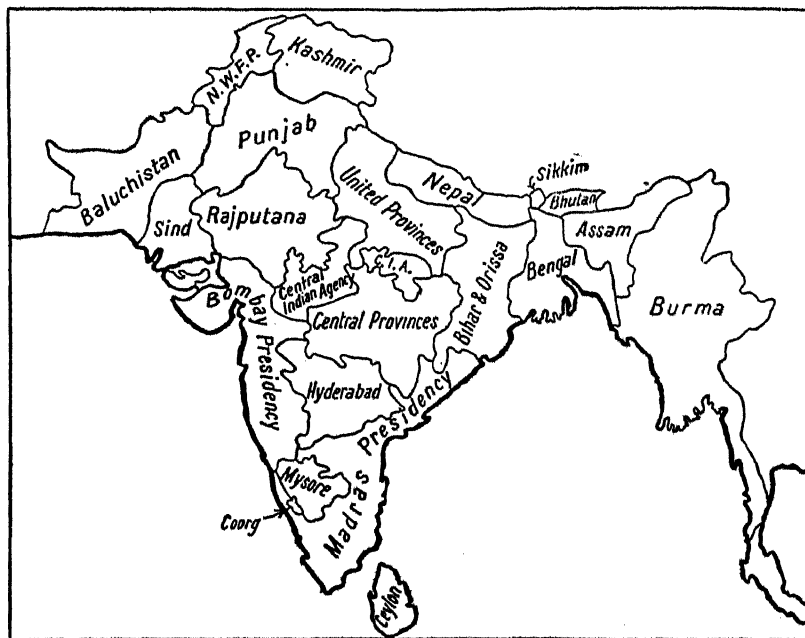 Kashmir
N.W.F.P.
Punjab
Baluchistan
Sind
Rajputana
United Provinces
Nepal
Sikkim
Bhutan
Assam
Bengal
Bihar & Orissa
C.I.A.
Central
Indian Agency
Central Provinces
Bombay Presidency
Hyderabad
Burma
Mysore
Coorg
Madras Presidency
Ceylon